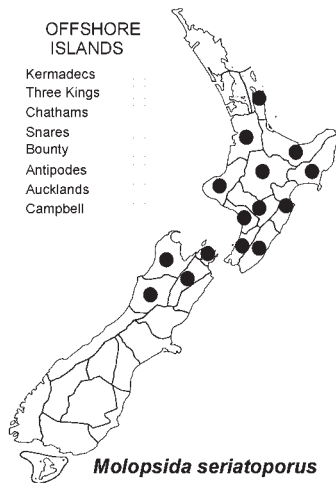 OFFSHORE
ISLANDS
Kermadecs
Three Kings
Chathams
Snares
Bounty
Antipodes
Aucklands
Campbell
Molopsida seriatoporus